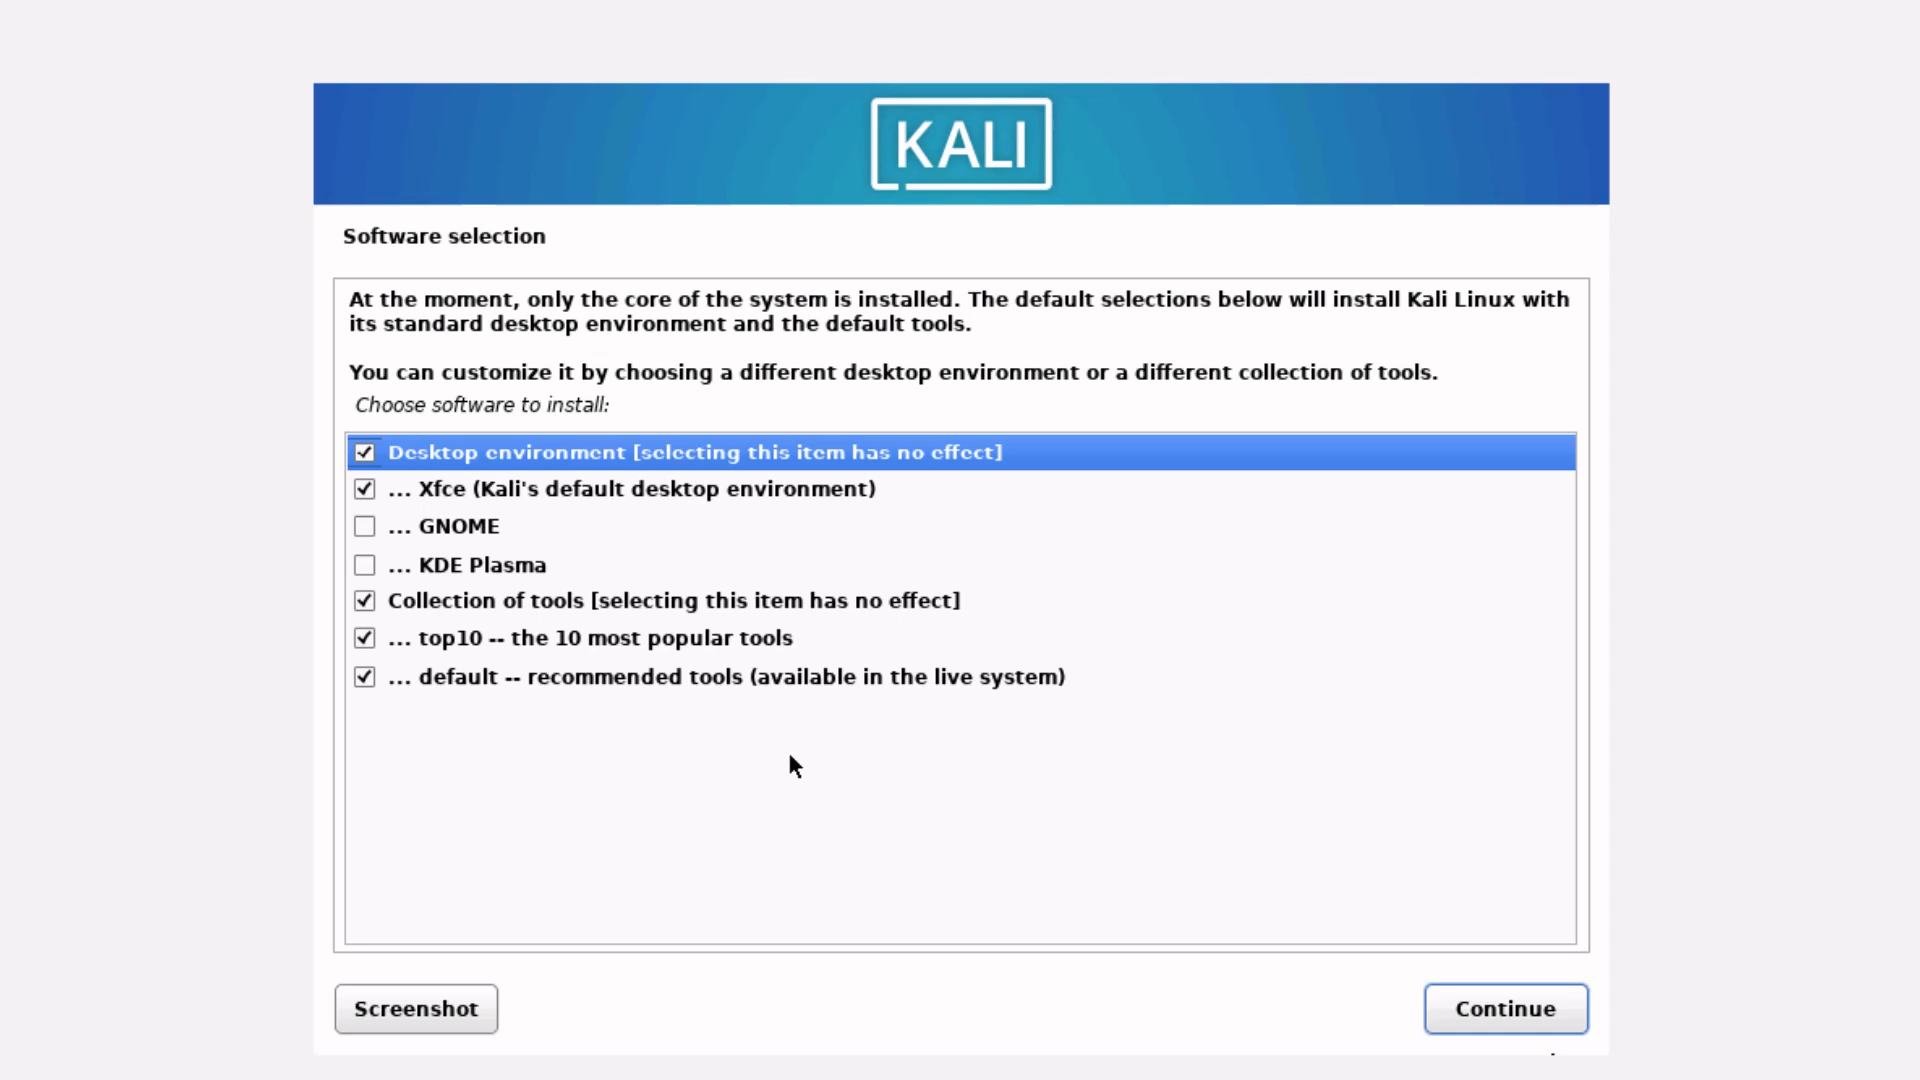 KALI
Software selection
At the moment, only the core of the system is installed. The default selections below will install Kali Linux with
its standard desktop environment and the default tools.
You can customize it by choosing a different desktop environment or a different collection of tools.
Choose software to install:
Desktop environment [selecting this item has no effect]
... Xfce (Kali's default desktop environment)
... GNOME
... KDE Plasma
Collection of tools [selecting this item has no effect]
... top10 -- the 10 most popular tools
... default -- recommended tools (available in the live system)
Screenshot
Continue